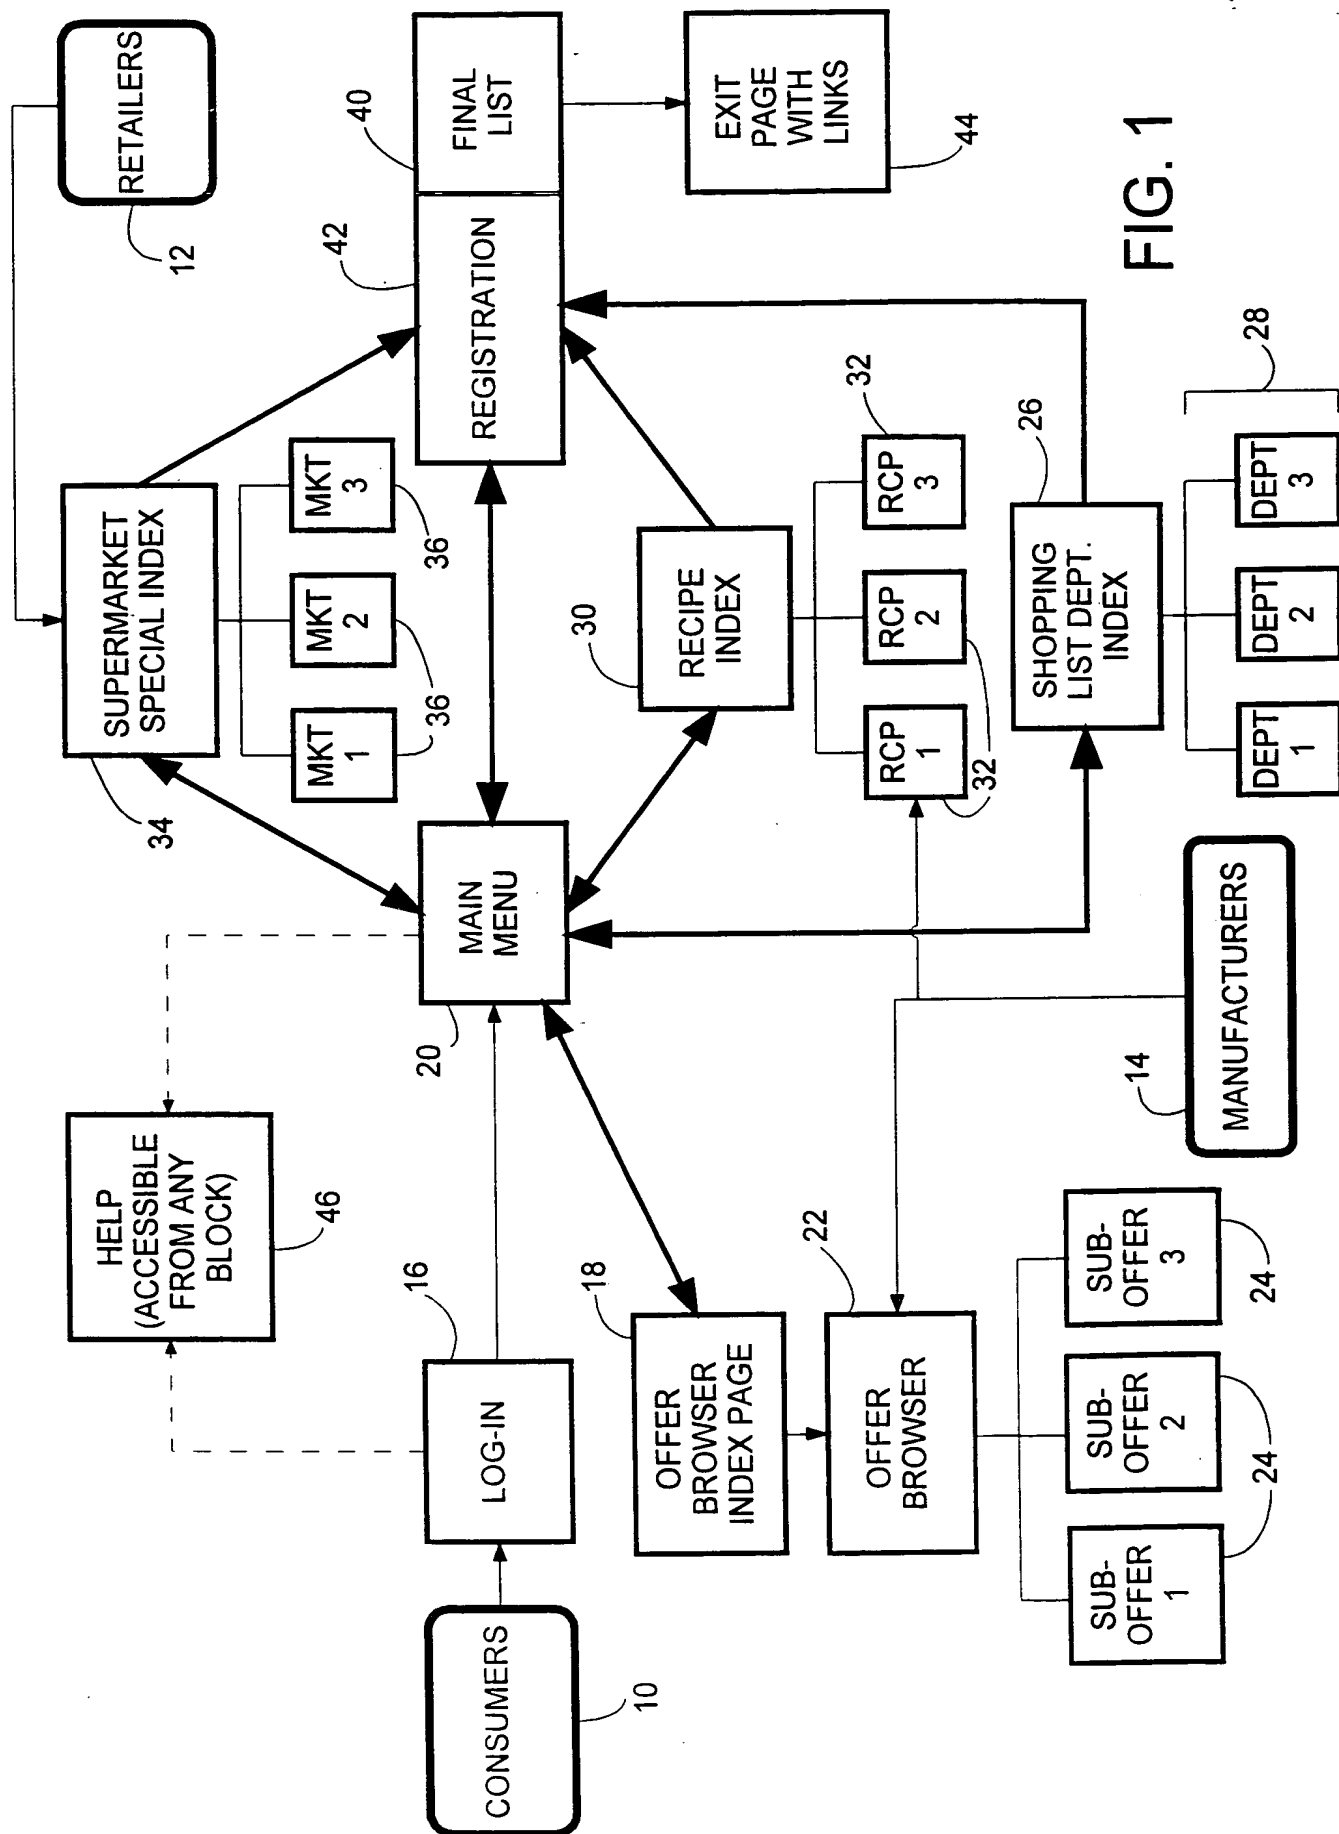 RETAILERS
12
SUPERMARKET
SPECIAL INDEX
34
MKT
1
MKT
2
MKT
3
36
36
HELP
(ACCESSIBLE
FROM ANY
BLOCK)
46
CONSUMERS
10
LOG-IN
16
MAIN
MENU
20
REGISTRATION
42
FINAL
LIST
40
EXIT
PAGE
WITH
LINKS
44
OFFER
BROWSER
INDEX PAGE
18
RECIPE
INDEX
30
RCP
1
RCP
2
RCP
3
32
32
OFFER
BROWSER
22
SUB-
OFFER
1
SUB-
OFFER
2
SUB-
OFFER
3
24
24
SHOPPING
LIST DEPT.
INDEX
26
DEPT
1
DEPT
2
DEPT
3
28
MANUFACTURERS
14
FIG. 1